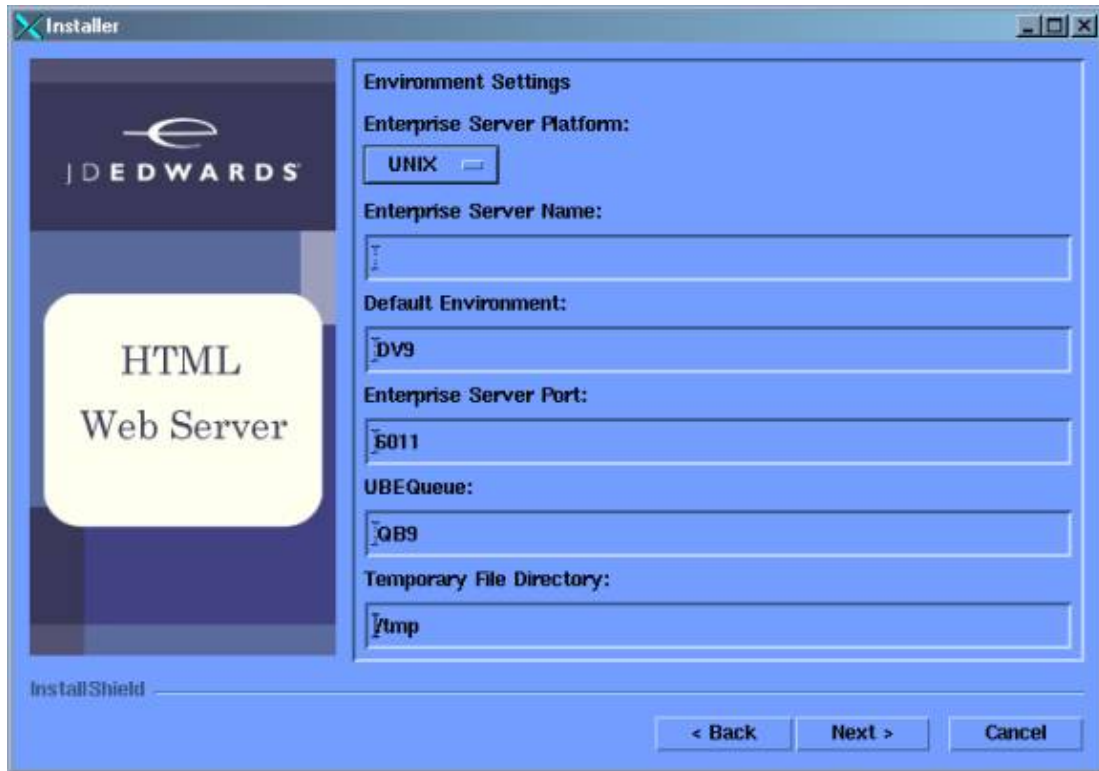 Installer
JDEDWARDS
HTML
Web Server
Environment Settings
Enterprise Server Platform:
UNIX
Enterprise Server Name:
Default Environment:
DV9
Enterprise Server Port:
6011
UBEQueue:
QB9
Temporary File Directory:
/tmp
InstallShield
< Back
Next >
Cancel